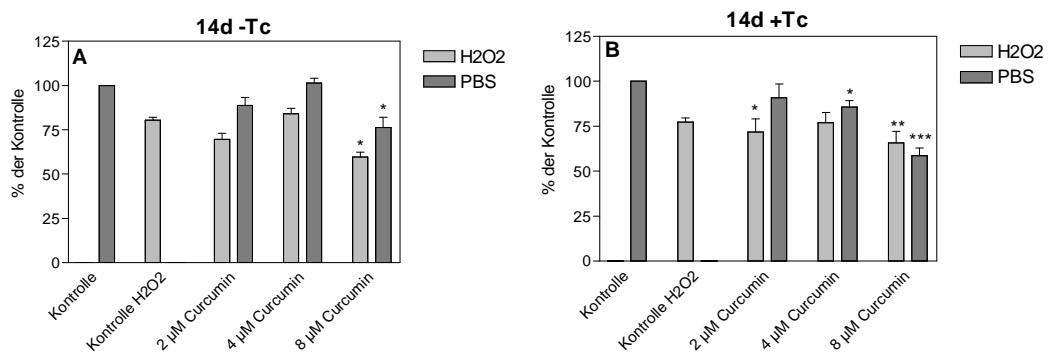 14d -Tc
A
% der Kontrolle
125
100
75
50
25
0
*
*
Kontrolle
Kontrolle H2O2
2 µM Curcumin
4 µM Curcumin
8 µM Curcumin
H2O2
PBS
14d +Tc
B
% der Kontrolle
125
100
75
50
25
0
*
*
**
***
Kontrolle
Kontrolle H2O2
2 µM Curcumin
4 µM Curcumin
8 µM Curcumin
H2O2
PBS